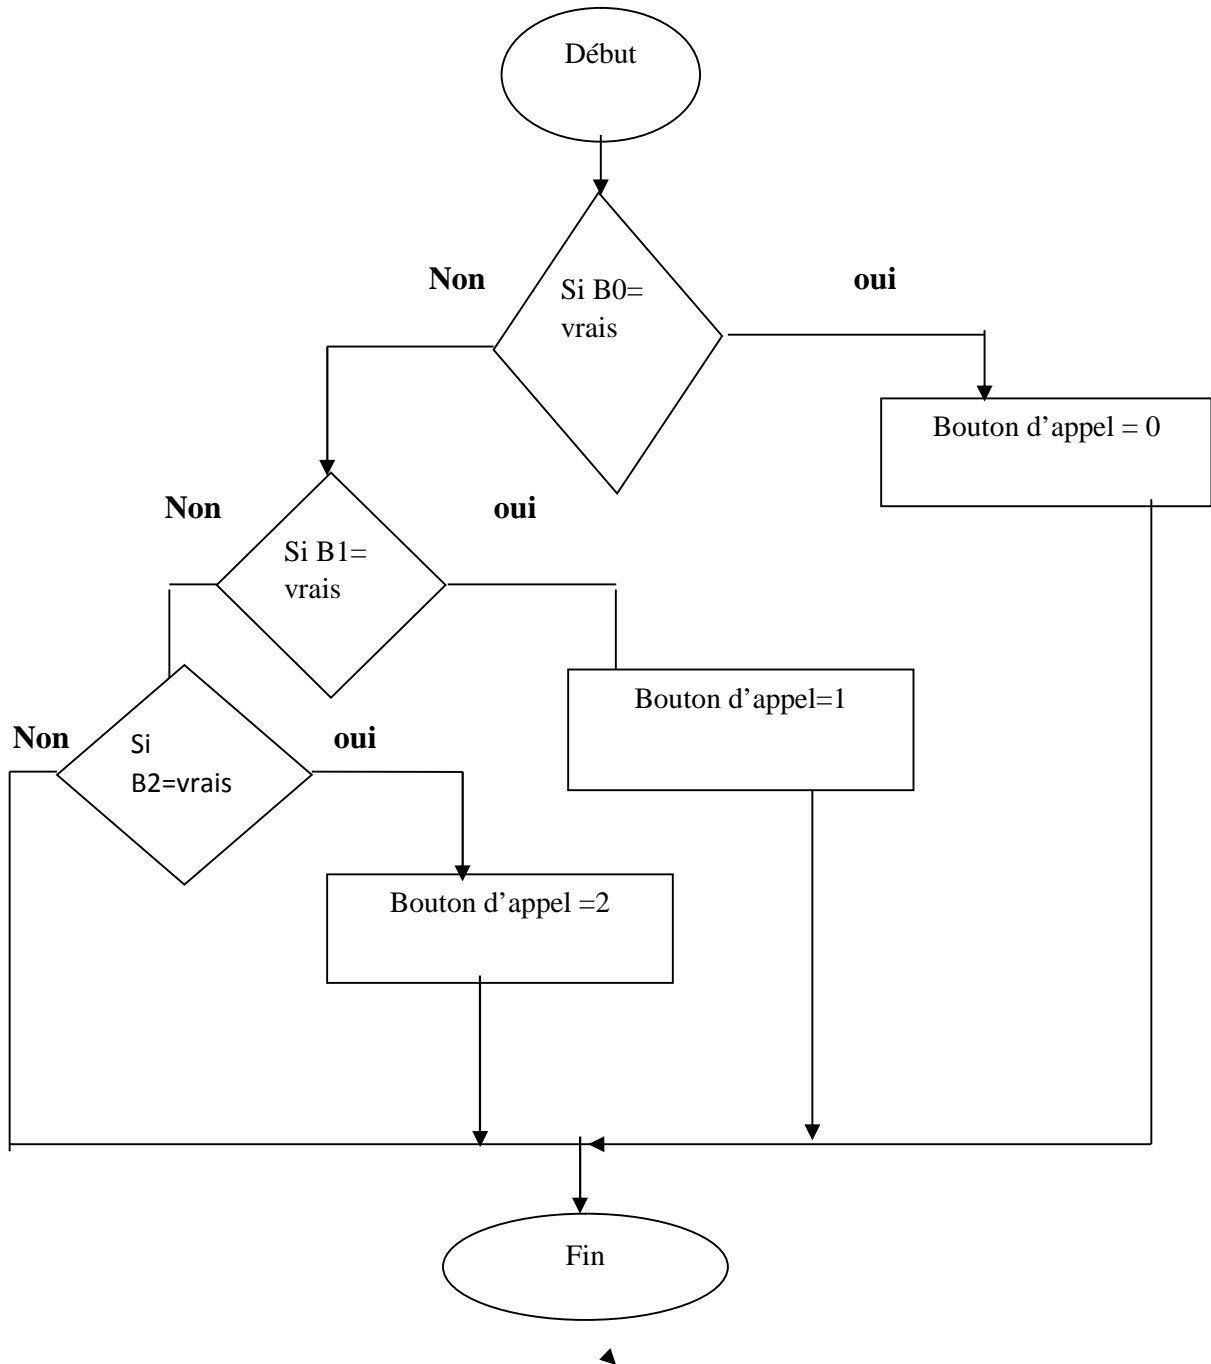 Début
Non
oui
Si B0=
vrais
Bouton d’appel = 0
Non
oui
Si B1=
vrais
Bouton d’appel=1
Non
oui
Si
B2=vrais
Bouton d’appel =2
Fin